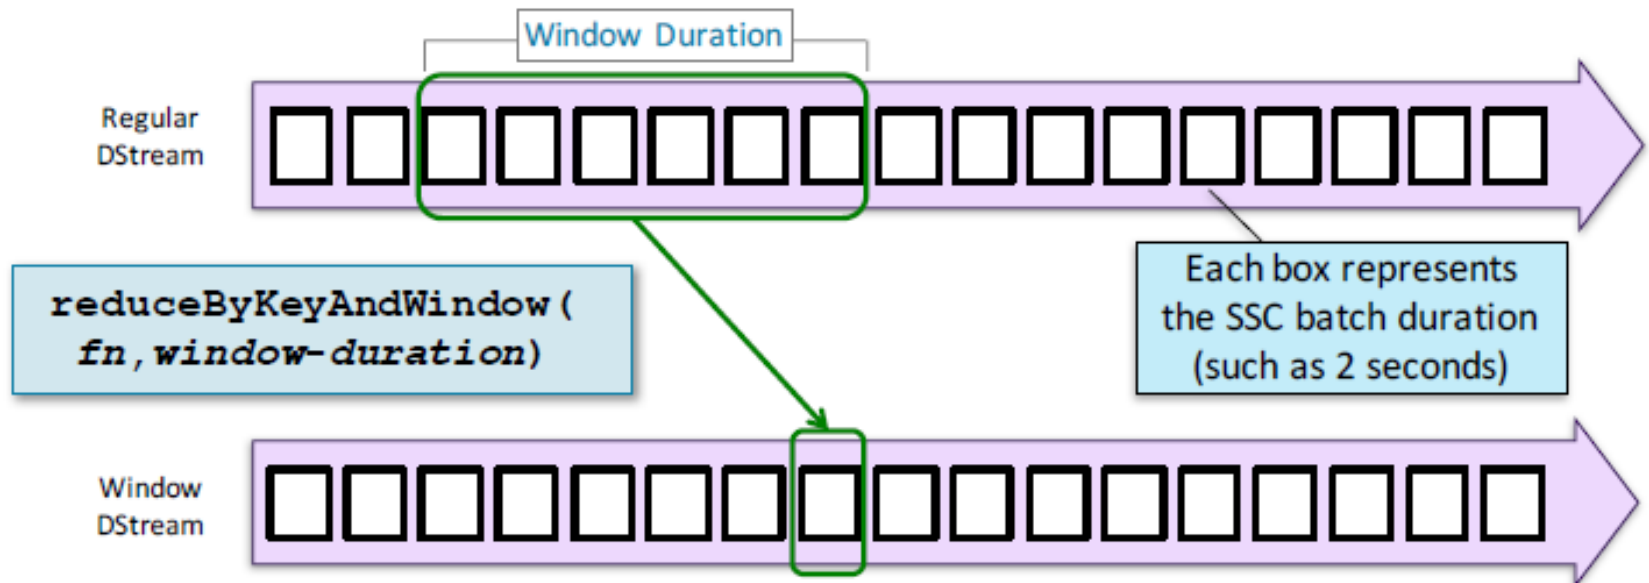 Window Duration
Regular
DStream
reduceByKeyAndWindow(
fn,window-duration)
Each box represents
the SSC batch duration
(such as 2 seconds)
Window
DStream